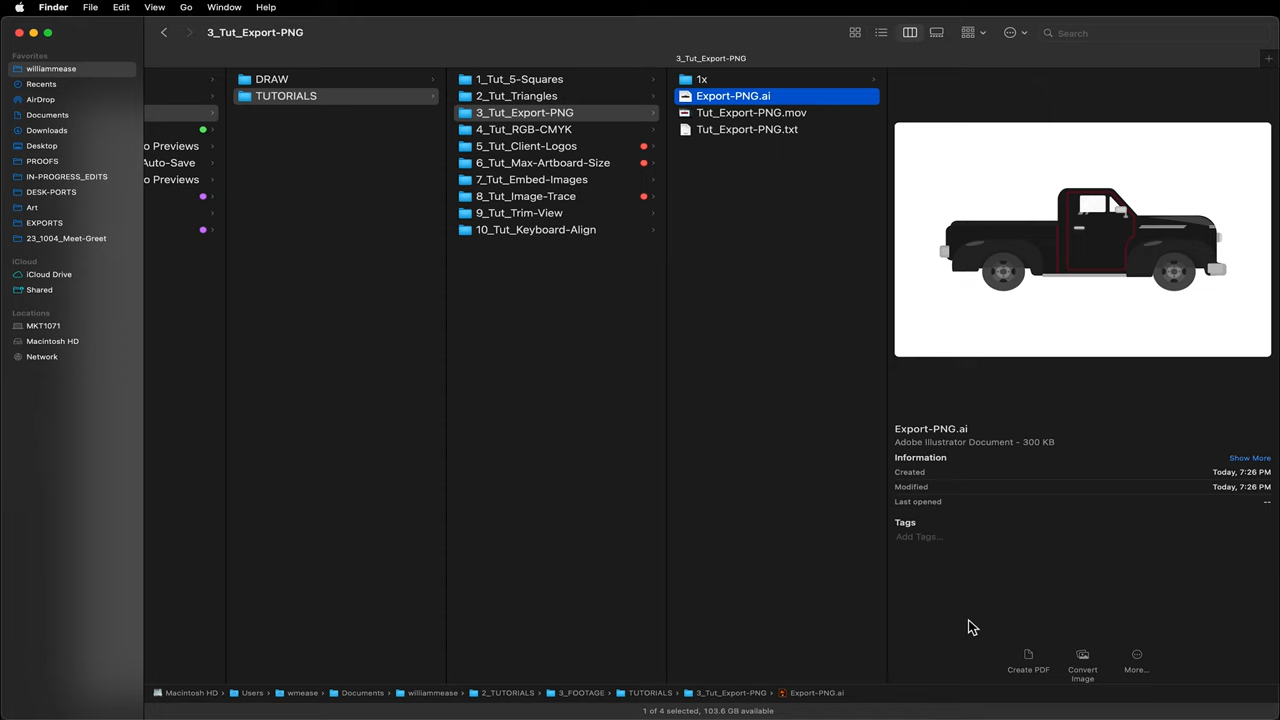 Finder File Edit View Go Window Help
3_Tut_Export-PNG
Search
Favorites
williammease
Recents
AirDrop
Documents
Downloads
Desktop
PROOFS
IN-PROGRESS_EDITS
DESK-PORTS
Art
EXPORTS
23_1004_Meet-Greet
iCloud
iCloud Drive
Shared
Locations
MKT1071
Macintosh HD
Network
o Previews
Auto-Save
o Previews
DRAW
TUTORIALS
1_Tut_5-Squares
2_Tut_Triangles
3_Tut_Export-PNG
4_Tut_RGB-CMYK
5_Tut_Client-Logos
6_Tut_Max-Artboard-Size
7_Tut_Embed-Images
8_Tut_Image-Trace
9_Tut_Trim-View
10_Tut_Keyboard-Align
3_Tut_Export-PNG
1x
Export-PNG.ai
Tut_Export-PNG.mov
Tut_Export-PNG.txt
Export-PNG.ai
Adobe Illustrator Document - 300 KB
Information Show More
Created Today, 7:26 PM
Modified Today, 7:26 PM
Last opened --
Tags
Add Tags...
Create PDF
Convert
Image
More...
Macintosh HD › Users › wmease › Documents › williammease › 2_TUTORIALS › 3_FOOTAGE › TUTORIALS › 3_Tut_Export-PNG › Export-PNG.ai
1 of 4 selected, 103.6 GB available